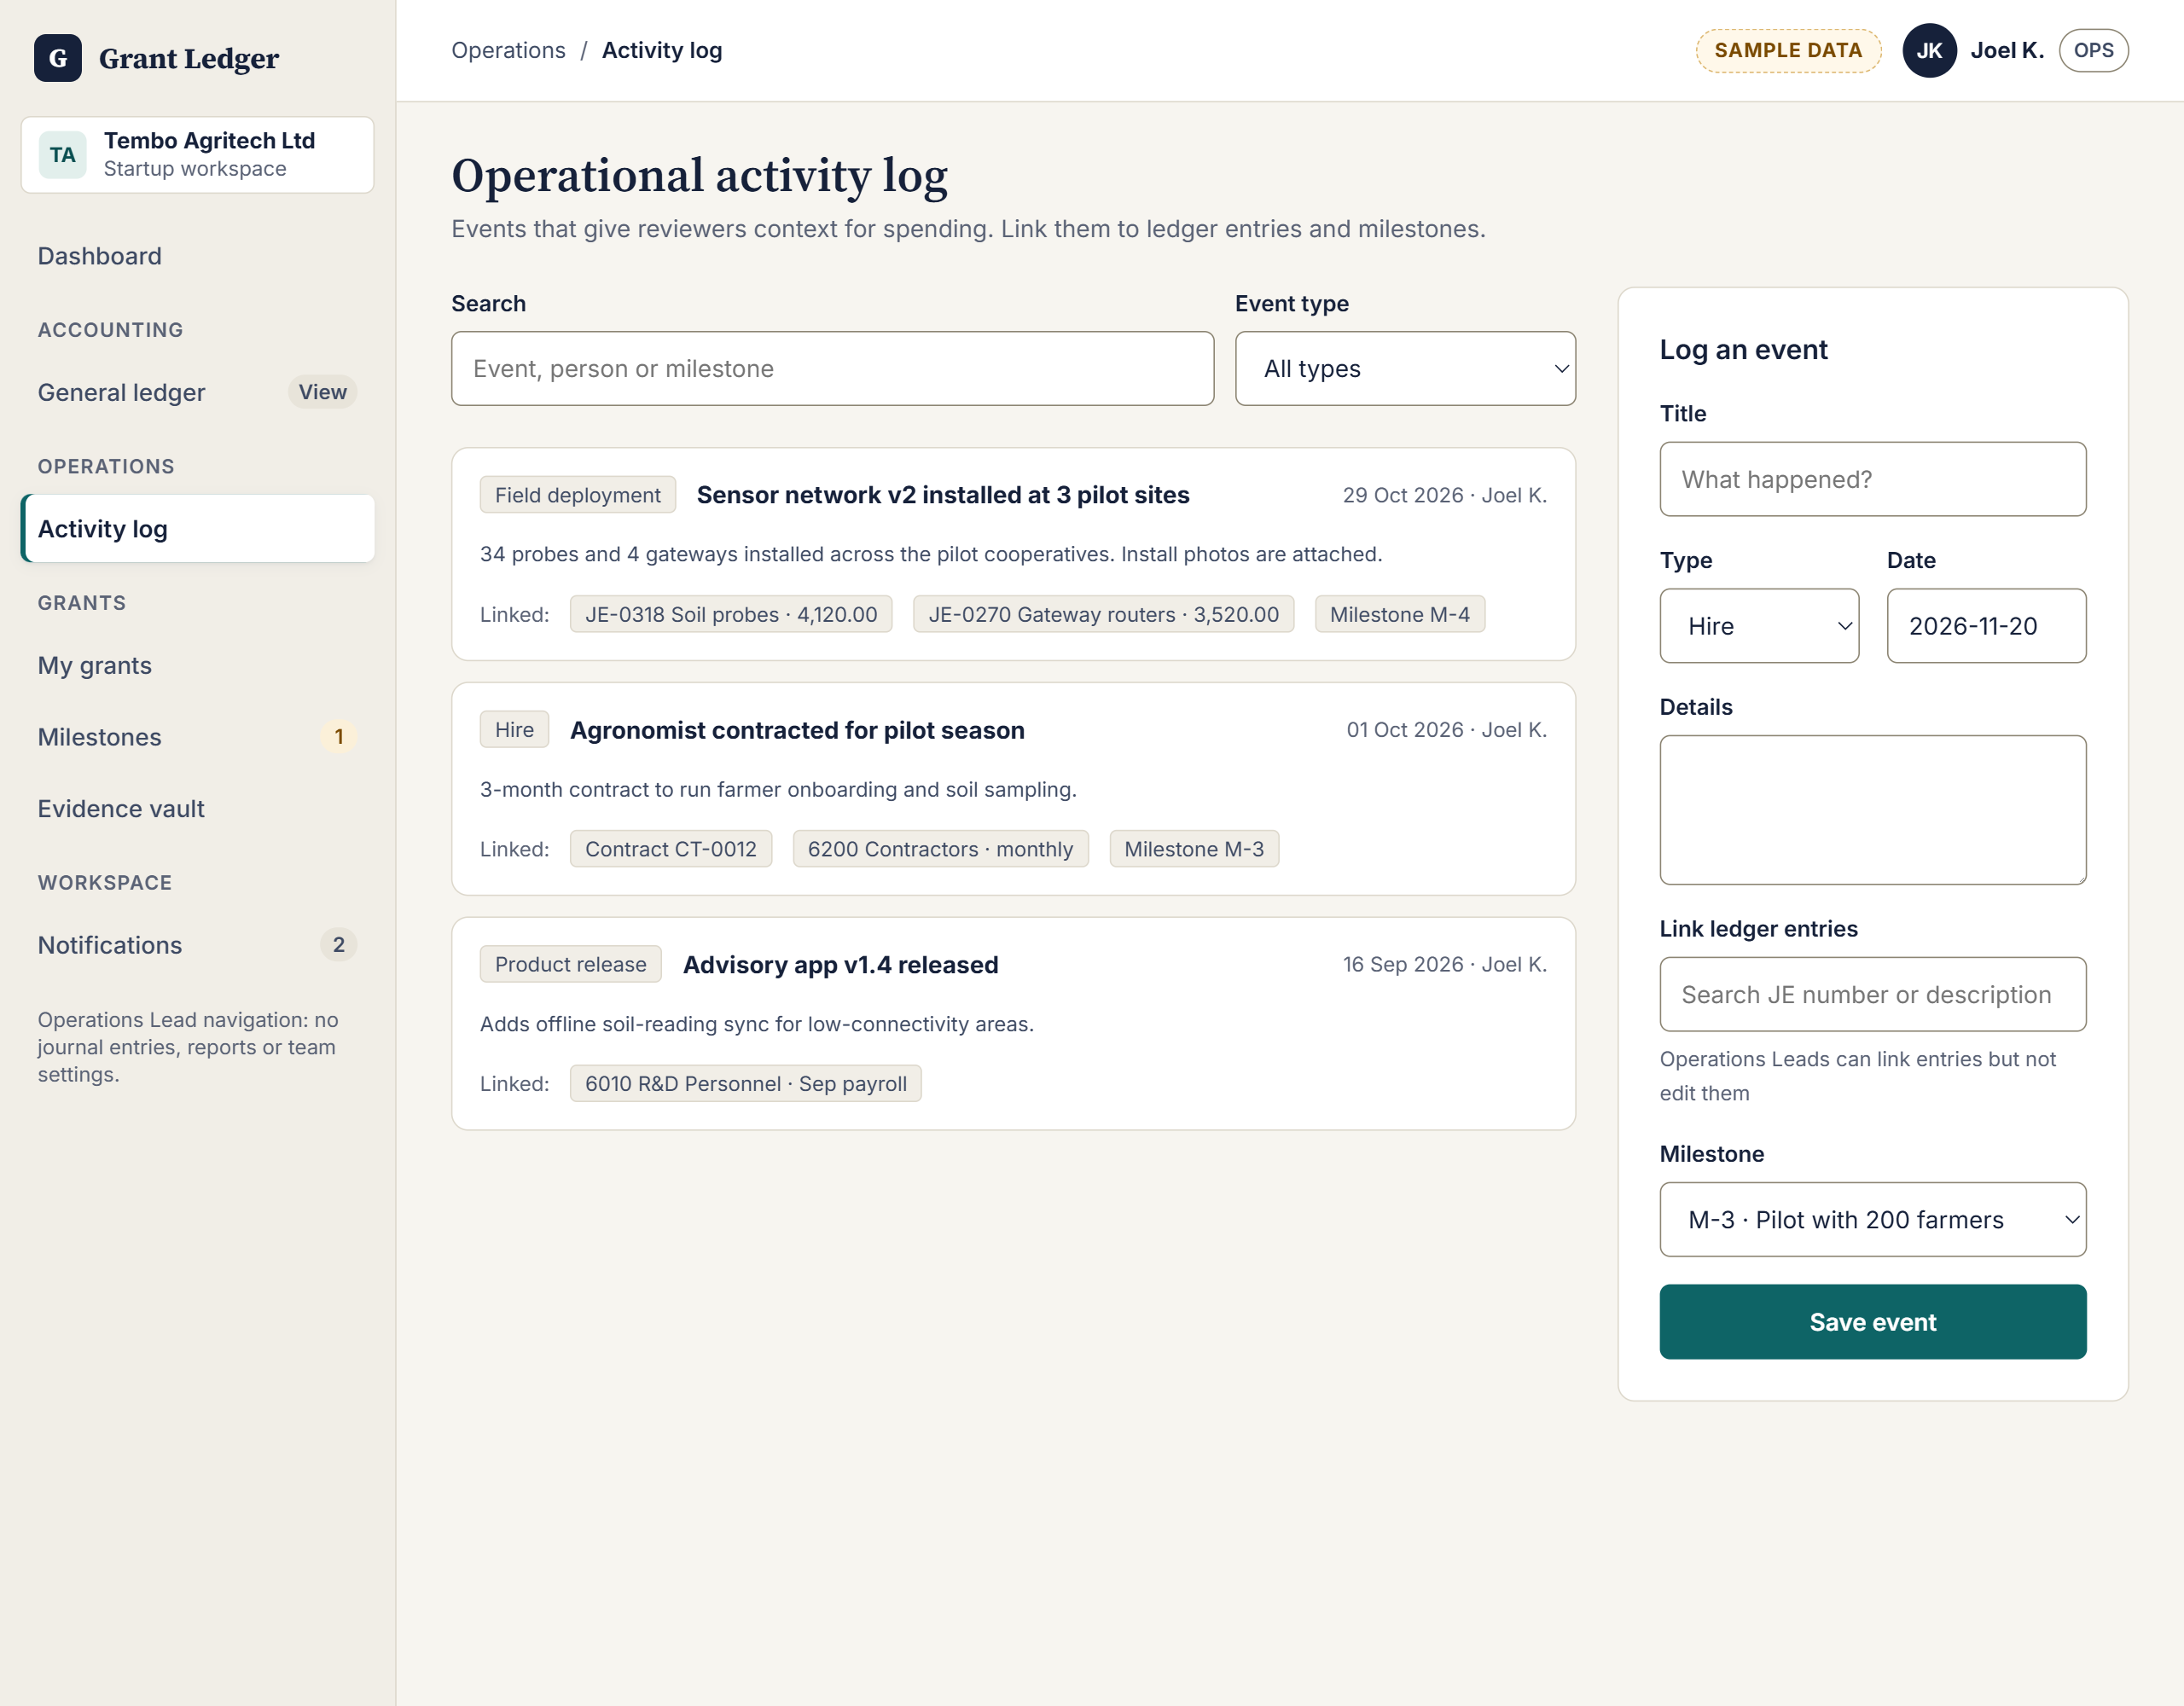 G Grant Ledger
TA Tembo Agritech Ltd
Startup workspace
Dashboard
ACCOUNTING
General ledger View
OPERATIONS
Activity log
GRANTS
My grants
Milestones 1
Evidence vault
WORKSPACE
Notifications 2
Operations Lead navigation: no
journal entries, reports or team
settings.
Operations / Activity log
SAMPLE DATA JK Joel K. OPS
Operational activity log
Events that give reviewers context for spending. Link them to ledger entries and milestones.
Search
Event, person or milestone
Event type
All types
Field deployment Sensor network v2 installed at 3 pilot sites 29 Oct 2026 · Joel K.
34 probes and 4 gateways installed across the pilot cooperatives. Install photos are attached.
Linked: JE-0318 Soil probes · 4,120.00 JE-0270 Gateway routers · 3,520.00 Milestone M-4
Hire Agronomist contracted for pilot season 01 Oct 2026 · Joel K.
3-month contract to run farmer onboarding and soil sampling.
Linked: Contract CT-0012 6200 Contractors · monthly Milestone M-3
Product release Advisory app v1.4 released 16 Sep 2026 · Joel K.
Adds offline soil-reading sync for low-connectivity areas.
Linked: 6010 R&D Personnel · Sep payroll
Log an event
Title
What happened?
Type Date
Hire 2026-11-20
Details
Link ledger entries
Search JE number or description
Operations Leads can link entries but not
edit them
Milestone
M-3 · Pilot with 200 farmers
Save event